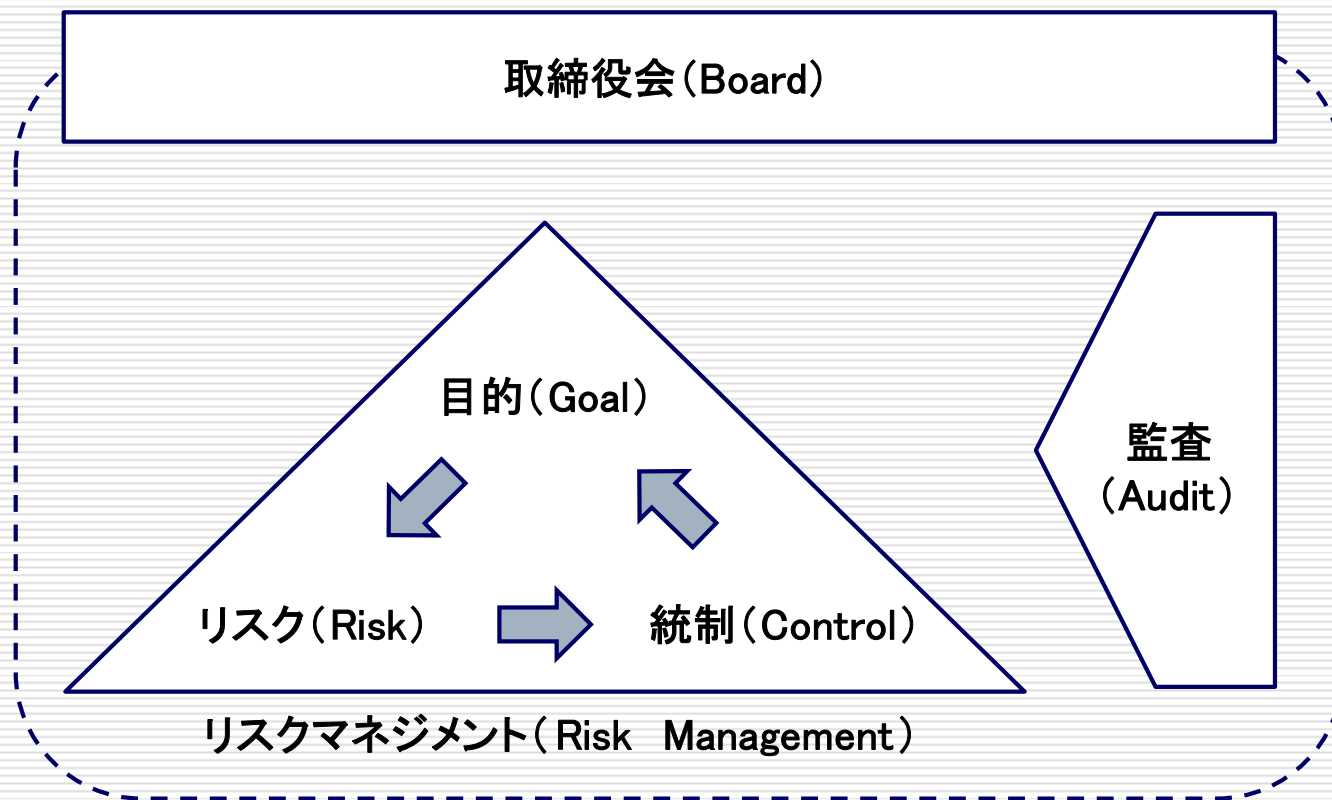 取締役会(Board)
目的(Goal)
監査
(Audit)
リスク(Risk)
統制(Control)
リスクマネジメント(Risk Management)